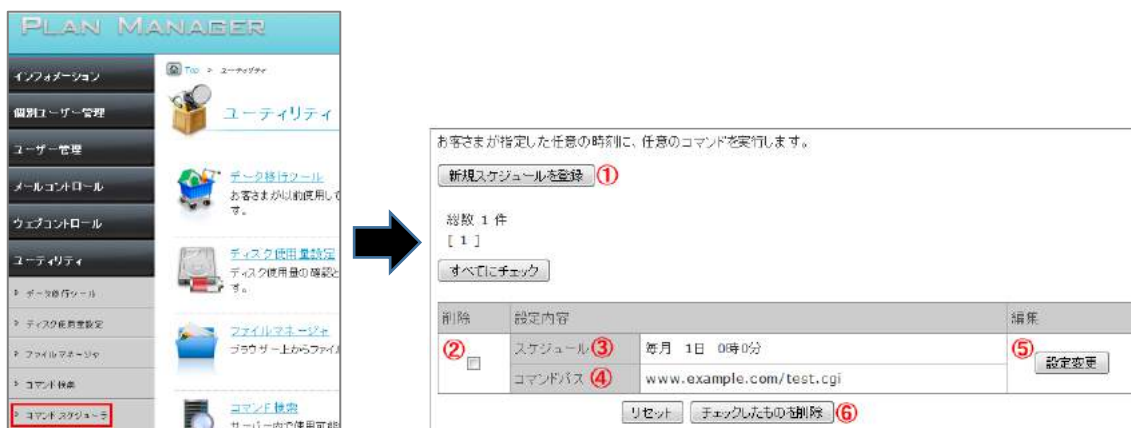 PLAN MANAGER
インフォメーション
個別ユーザー管理
ユーザー管理
メールコントロール
ウェブコントロール
ユーティリティ
データ移行ツール
ディスク使用量設定
ファイルマネージャ
コマンド検索
コマンドスケジューラ
Top > ユーティリティ
ユーティリティ
データ移行ツール
お客さまが以前使用して
す。
ディスク使用量設定
ディスク使用量の確認と
す。
ファイルマネージャ
ブラウザー上からファイル
コマンド検索
サーバー内で使用可能
お客さまが指定した任意の時刻に、任意のコマンドを実行します。
新規スケジュールを登録 ①
総数 1 件
[ 1 ]
すべてにチェック
削除 設定内容 編集
② スケジュール ③ 毎月 1日 0時0分 ⑤ 設定変更
コマンドパス ④ www.example.com/test.cgi
リセット チェックしたものを削除 ⑥